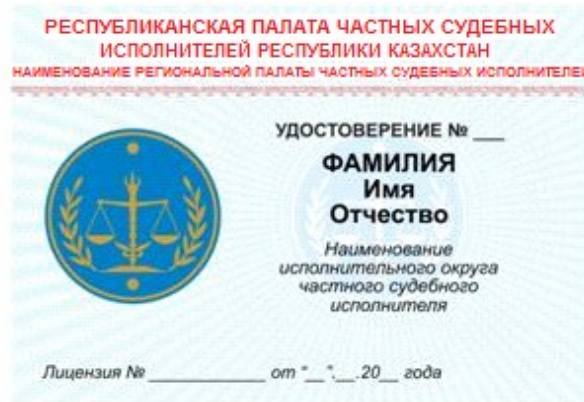 РЕСПУБЛИКАНСКАЯ ПАЛАТА ЧАСТНЫХ СУДЕБНЫХ
ИСПОЛНИТЕЛЕЙ РЕСПУБЛИКИ КАЗАХСТАН
НАИМЕНОВАНИЕ РЕГИОНАЛЬНОЙ ПАЛАТЫ ЧАСТНЫХ СУДЕБНЫХ ИСПОЛНИТЕЛЕЙ
УДОСТОВЕРЕНИЕ № ___
ФАМИЛИЯ
Имя
Отчество
Наименование
исполнительного округа
частного судебного
исполнителя
Лицензия № ____________ от "__".__.20__ года